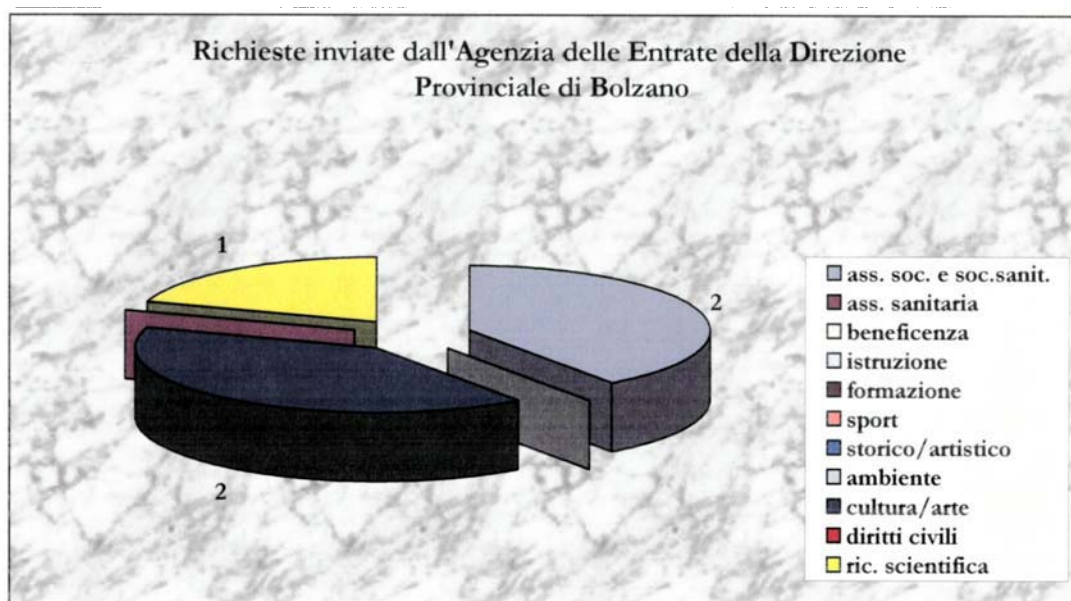 Richieste inviate dall'Agenzia delle Entrate della Direzione
Provinciale di Bolzano
1
2
2
ass. soc. e soc.sanit.
ass. sanitaria
beneficenza
istruzione
formazione
sport
storico/artistico
ambiente
cultura/arte
diritti civili
ric. scientifica